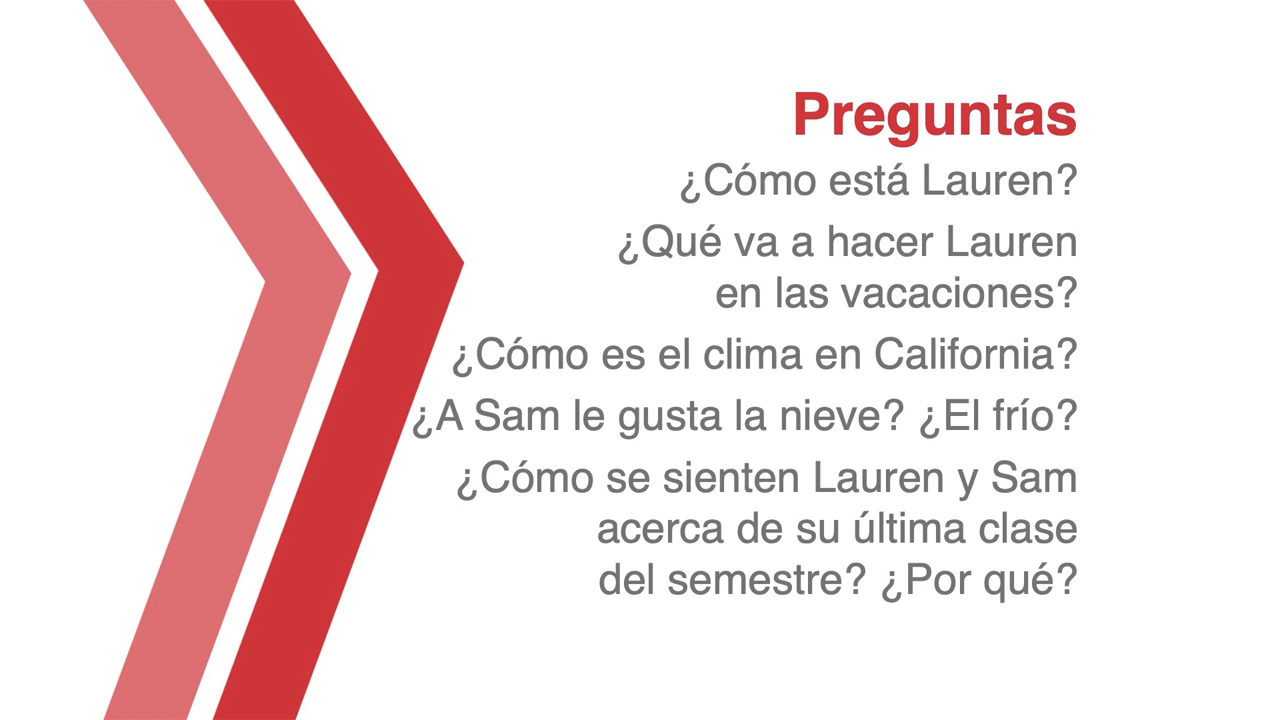 Preguntas
¿Cómo está Lauren?
¿Qué va a hacer Lauren
en las vacaciones?
¿Cómo es el clima en California?
¿A Sam le gusta la nieve? ¿El frío?
¿Cómo se sienten Lauren y Sam
acerca de su última clase
del semestre? ¿Por qué?